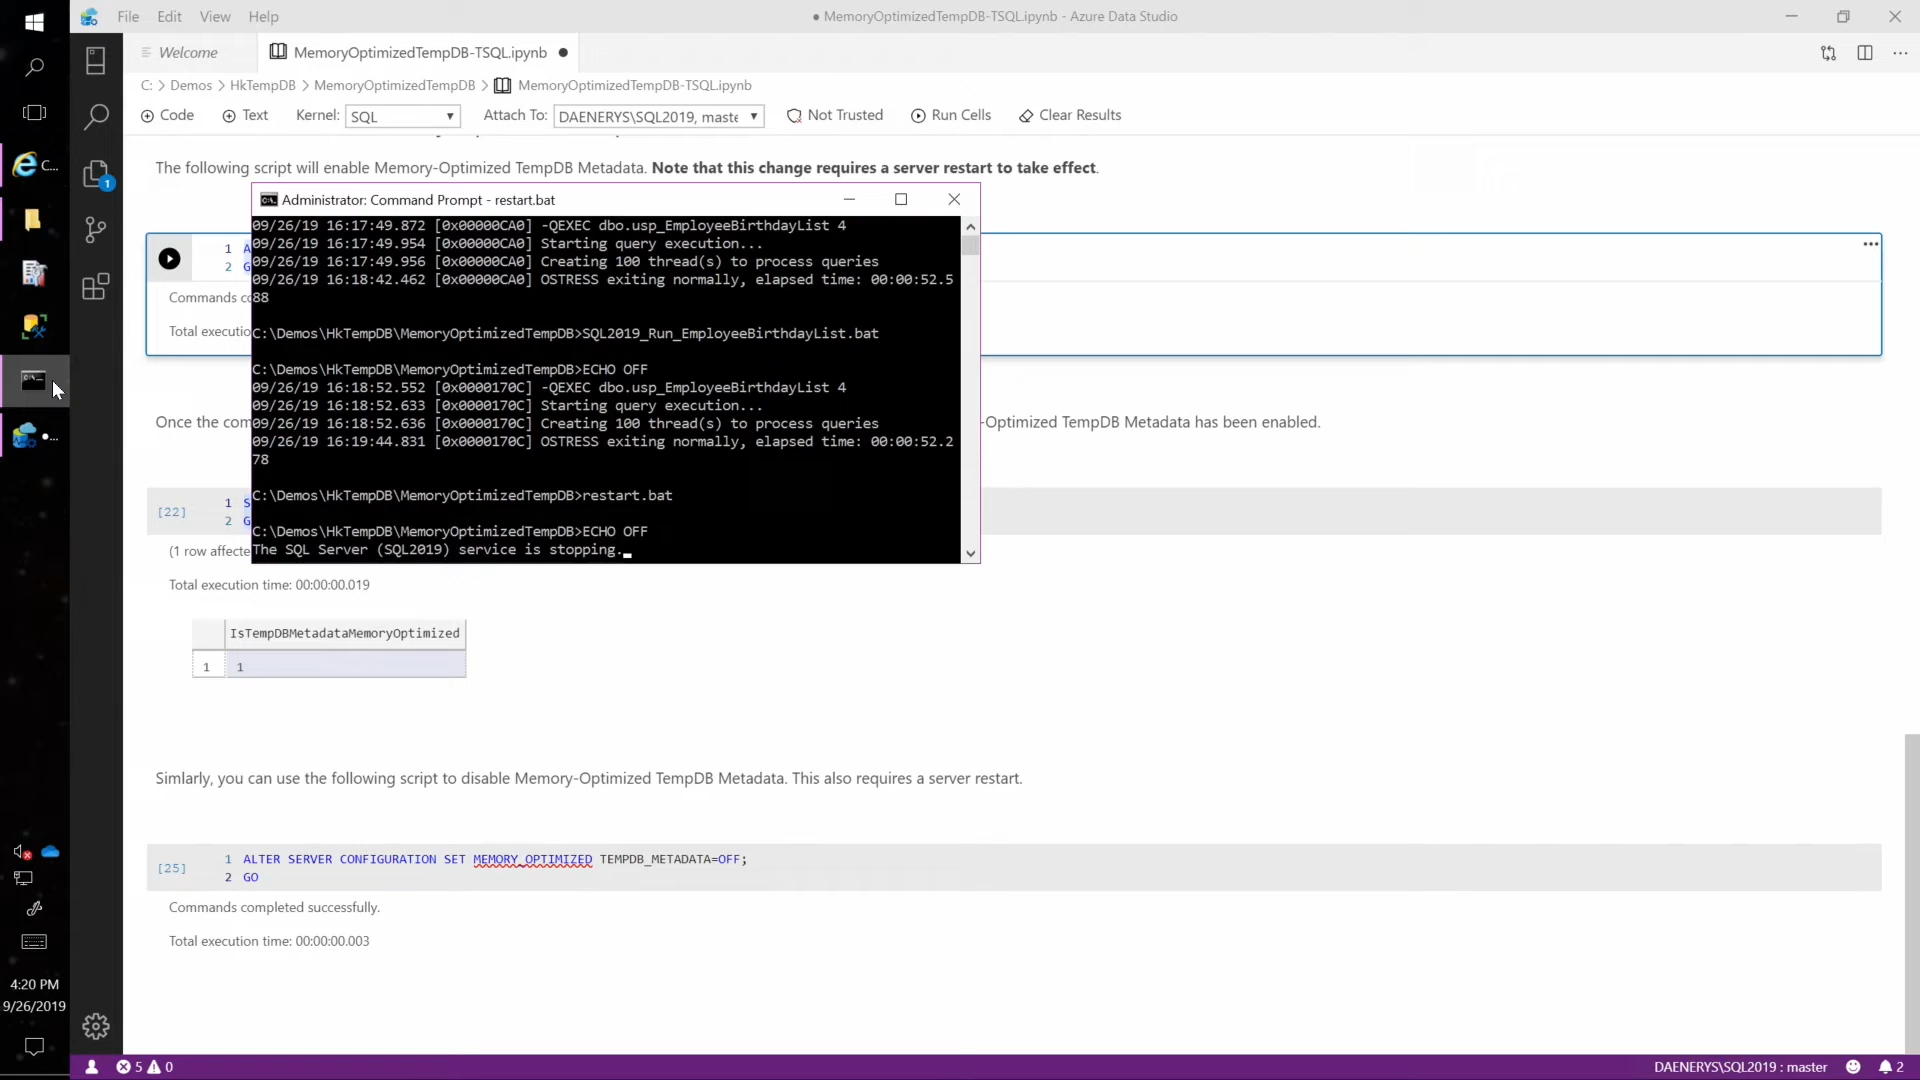 File Edit View Help
● MemoryOptimizedTempDB-TSQL.ipynb - Azure Data Studio
Welcome
MemoryOptimizedTempDB-TSQL.ipynb ●
C: > Demos > HkTempDB > MemoryOptimizedTempDB > MemoryOptimizedTempDB-TSQL.ipynb
Code Text Kernel: SQL Attach To: DAENERYS\SQL2019, maste Not Trusted Run Cells Clear Results
The following script will enable Memory-Optimized TempDB Metadata. Note that this change requires a server restart to take effect.
Administrator: Command Prompt - restart.bat
09/26/19 16:17:49.872 [0x00000CA0] -QEXEC dbo.usp_EmployeeBirthdayList 4
09/26/19 16:17:49.954 [0x00000CA0] Starting query execution...
09/26/19 16:17:49.956 [0x00000CA0] Creating 100 thread(s) to process queries
09/26/19 16:18:42.462 [0x00000CA0] OSTRESS exiting normally, elapsed time: 00:00:52.5
88
C:\Demos\HkTempDB\MemoryOptimizedTempDB>SQL2019_Run_EmployeeBirthdayList.bat
C:\Demos\HkTempDB\MemoryOptimizedTempDB>ECHO OFF
09/26/19 16:18:52.552 [0x0000170C] -QEXEC dbo.usp_EmployeeBirthdayList 4
09/26/19 16:18:52.633 [0x0000170C] Starting query execution...
09/26/19 16:18:52.636 [0x0000170C] Creating 100 thread(s) to process queries
09/26/19 16:19:44.831 [0x0000170C] OSTRESS exiting normally, elapsed time: 00:00:52.2
78
C:\Demos\HkTempDB\MemoryOptimizedTempDB>restart.bat
C:\Demos\HkTempDB\MemoryOptimizedTempDB>ECHO OFF
The SQL Server (SQL2019) service is stopping.
1 A
2 G
Commands co
Total executio
Once the com
-Optimized TempDB Metadata has been enabled.
[22]
1 S
2 G
(1 row affecte
Total execution time: 00:00:00.019
IsTempDBMetadataMemoryOptimized
1 1
Simlarly, you can use the following script to disable Memory-Optimized TempDB Metadata. This also requires a server restart.
[25]
1 ALTER SERVER CONFIGURATION SET MEMORY_OPTIMIZED TEMPDB_METADATA=OFF;
2 GO
Commands completed successfully.
Total execution time: 00:00:00.003
C...
1
4:20 PM
9/26/2019
5 0
DAENERYS\SQL2019 : master
2